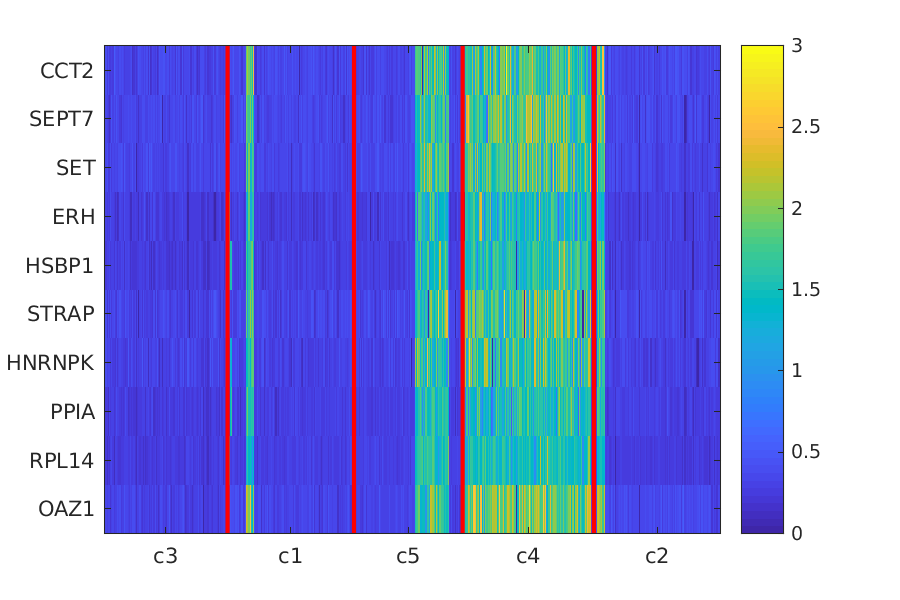 CCT2
SEPT7
SET
ERH
HSBP1
STRAP
HNRNPK
PPIA
RPL14
OAZ1
c3 c1 c5 c4 c2
3
2.5
2
1.5
1
0.5
0